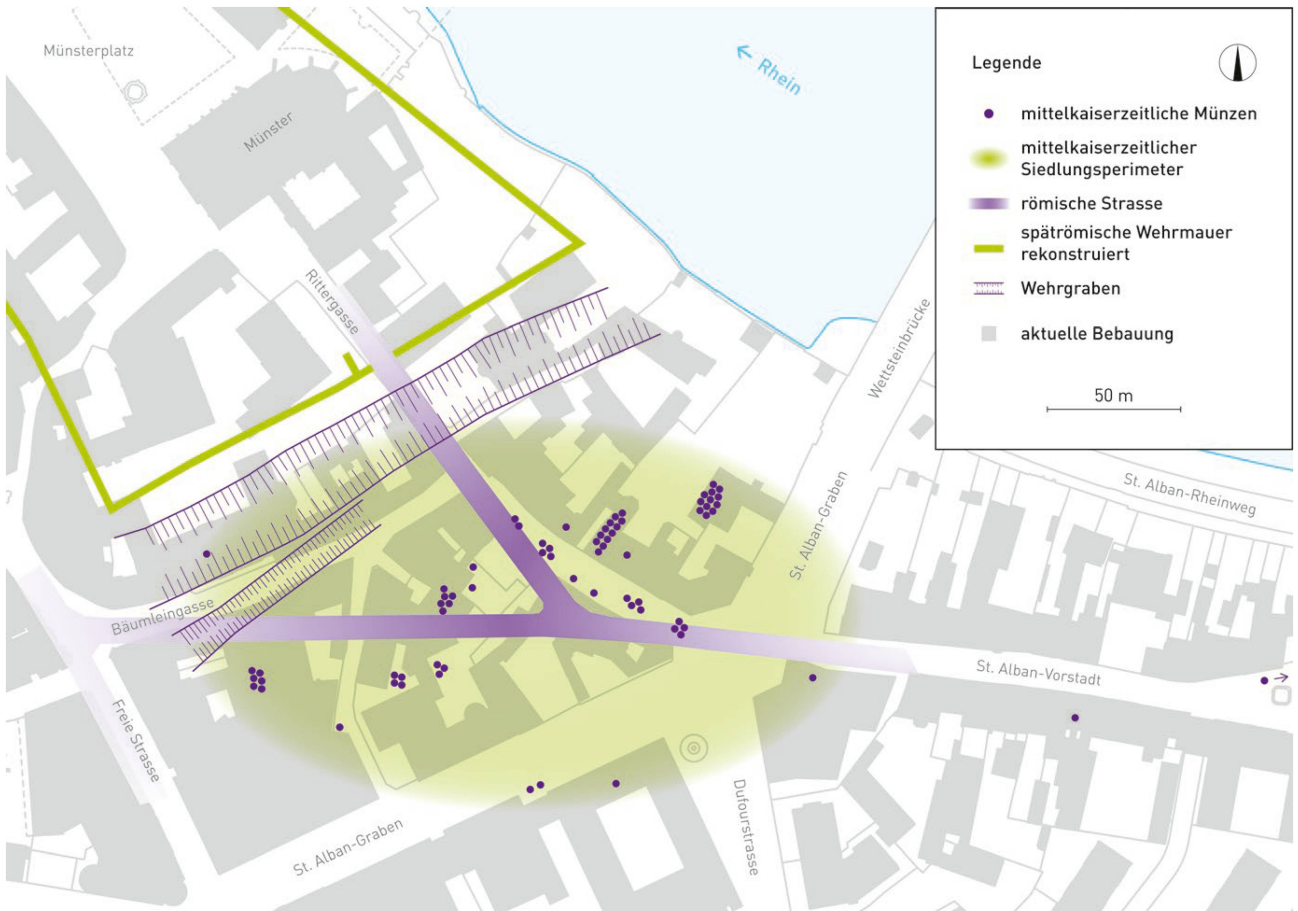 Münsterplatz
Münster
← Rhein
Rittergasse
Wettsteinbrücke
St. Alban-Graben
St. Alban-Rheinweg
Bäumleingasse
Freie Strasse
St. Alban-Vorstadt
St. Alban-Graben
Dufourstrasse
Legende
mittelkaiserzeitliche Münzen
mittelkaiserzeitlicher
Siedlungsperimeter
römische Strasse
spätrömische Wehrmauer
rekonstruiert
Wehrgraben
aktuelle Bebauung
50 m